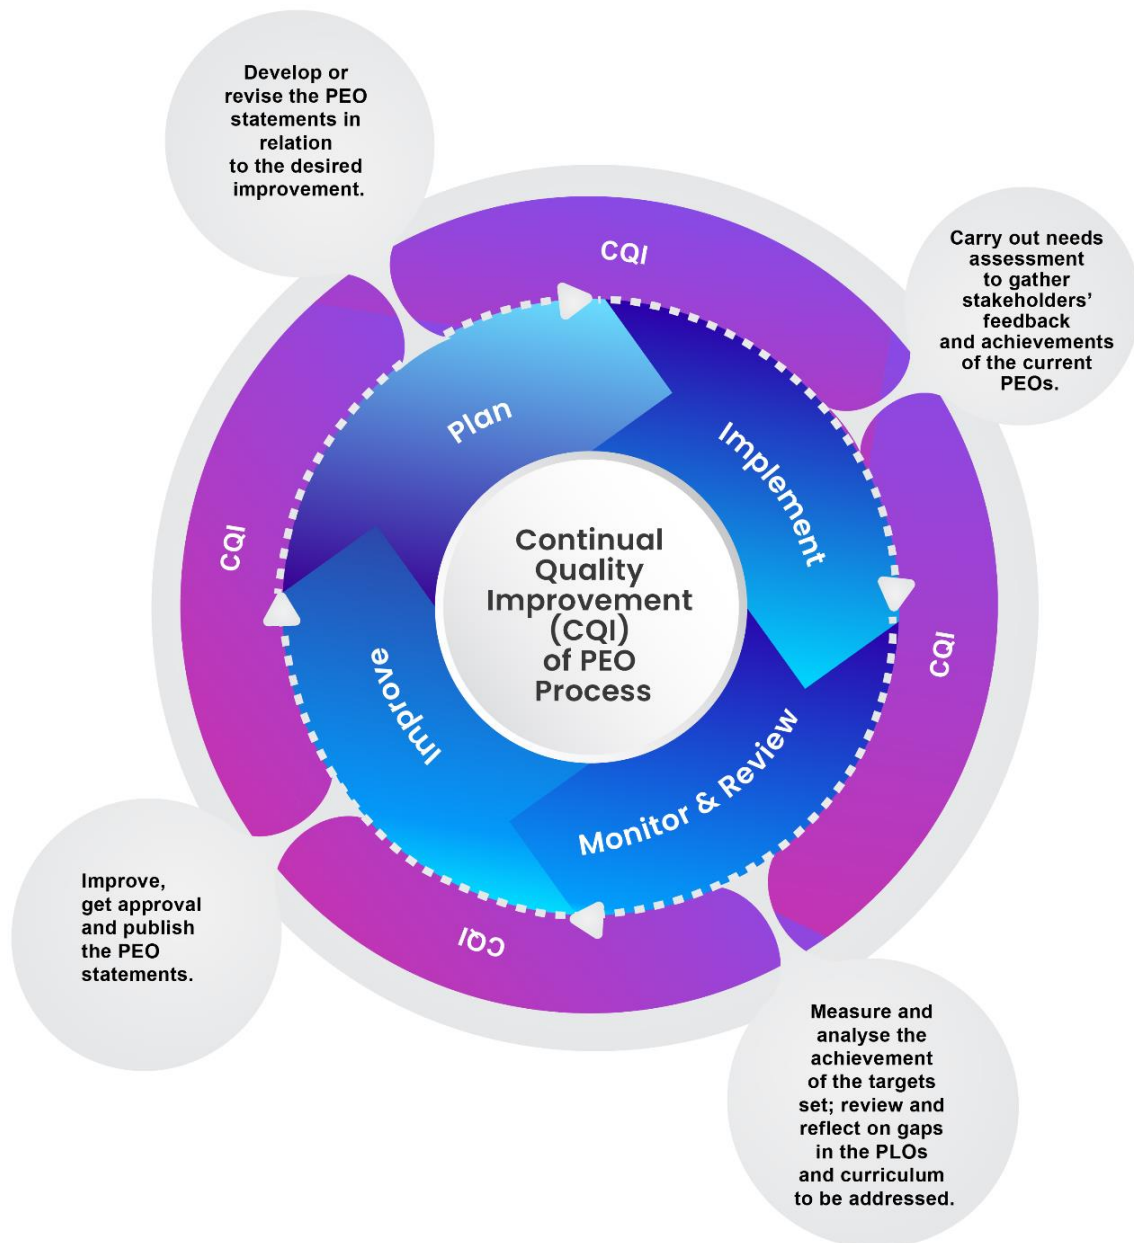 Develop or
revise the PEO
statements in
relation
to the desired
improvement.
CQI
Carry out needs
assessment
to gather
stakeholders’
feedback
and achievements
of the current
PEOs.
Plan
Implement
CQI
Continual
Quality
Improvement
(CQI)
of PEO
Process
CQI
Improve
Monitor & Review
Improve,
get approval
and publish
the PEO
statements.
CQI
Measure and
analyse the
achievement
of the targets
set; review and
reflect on gaps
in the PLOs
and curriculum
to be addressed.